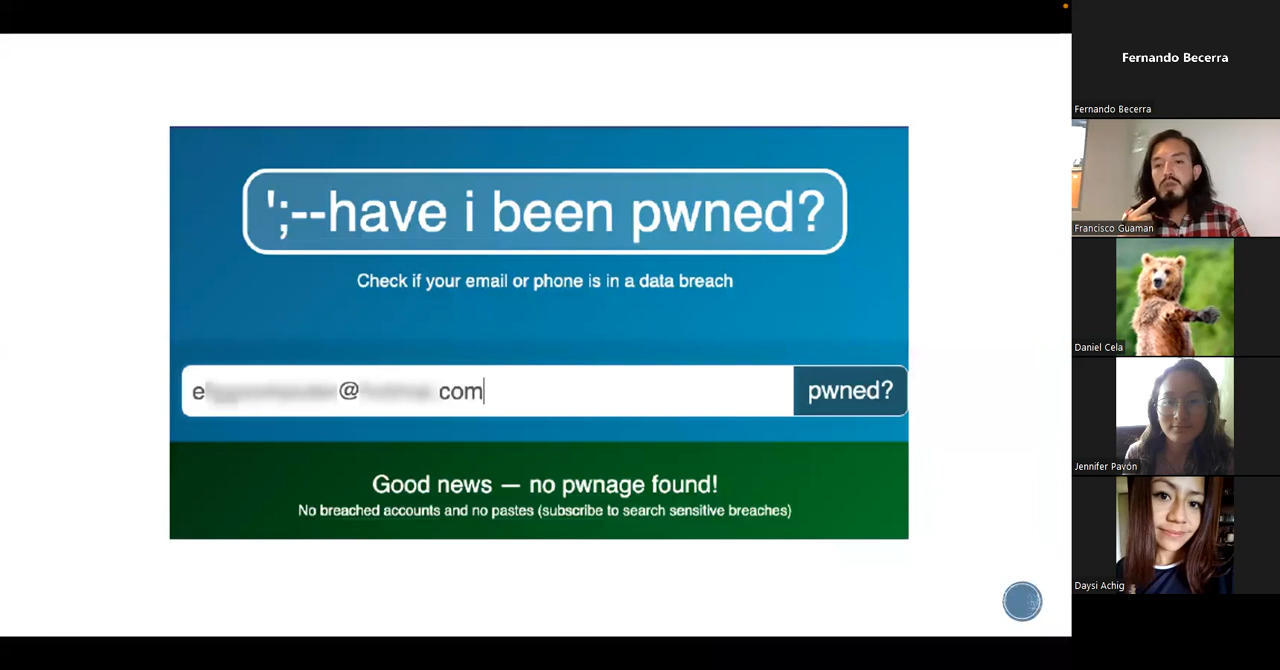 ';--have i been pwned?
Check if your email or phone is in a data breach
e @ com
pwned?
Good news — no pwnage found!
No breached accounts and no pastes (subscribe to search sensitive breaches)
Fernando Becerra
Fernando Becerra
Francisco Guaman
Daniel Cela
Jennifer Pavón
Daysi Achig